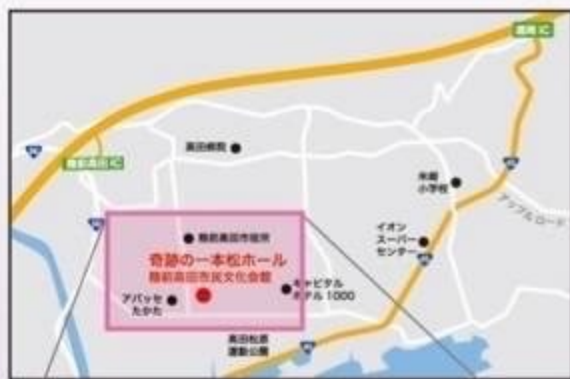 通岡IC
陸前高田IC
高田病院
米崎
小学校
アップルロード
陸前高田市役所
イオン
スーパー
センター
奇跡の一本松ホール
陸前高田市民文化会館
キャピタル
ホテル 1000
アバッセ
たかた
高田松原
運動公園